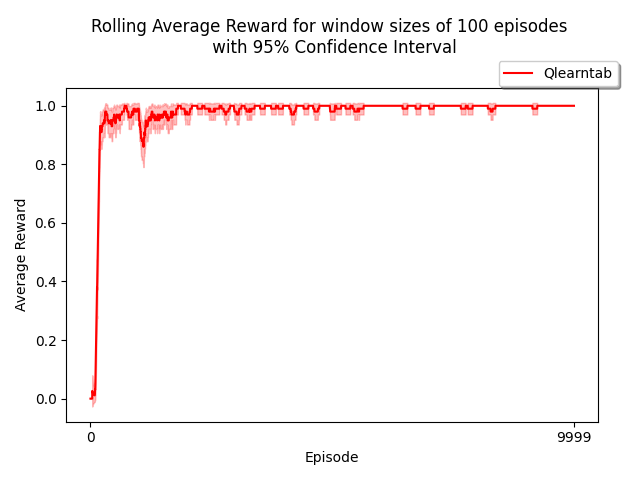 Rolling Average Reward for window sizes of 100 episodes
with 95% Confidence Interval
Qlearntab
1.0
0.8
0.6
0.4
0.2
0.0
Average Reward
0
9999
Episode